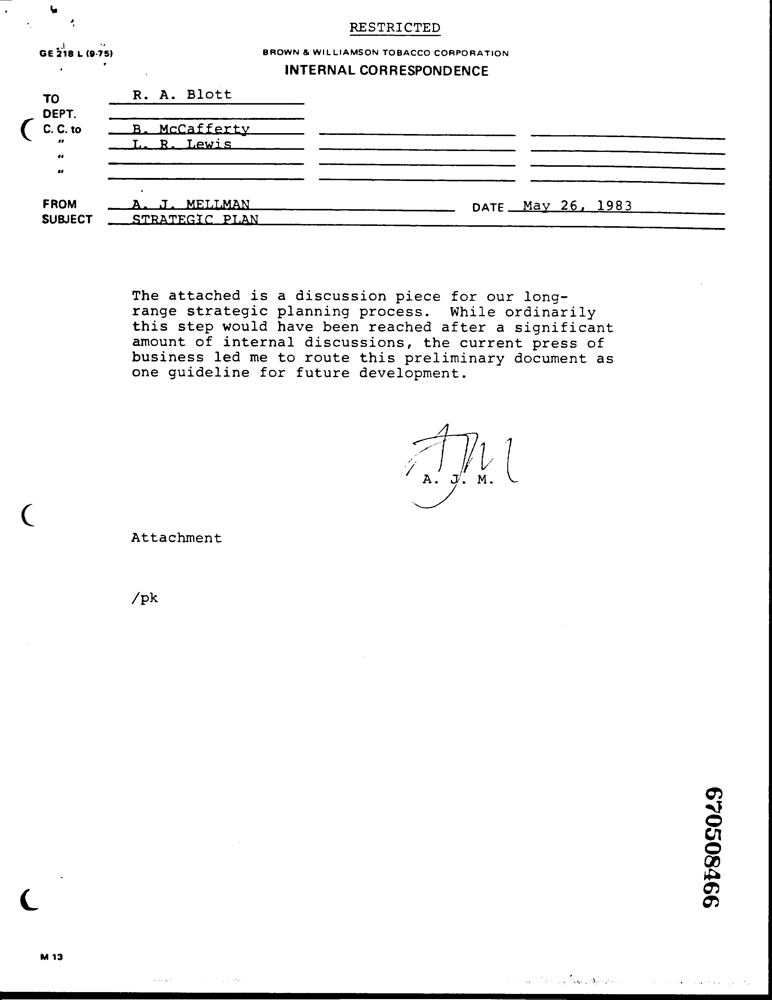 RESTRICTED
GE 218 L (9-75)
BROWN & WILLIAMSON TOBACCO CORPORATION
INTERNAL CORRESPONDENCE
TO R. A. Blott
DEPT.
C. C. to B. McCafferty
" L. R. Lewis
"
"
FROM A. J. MELLMAN DATE May 26, 1983
SUBJECT STRATEGIC PLAN
The attached is a discussion piece for our long-
range strategic planning process. While ordinarily
this step would have been reached after a significant
amount of internal discussions, the current press of
business led me to route this preliminary document as
one guideline for future development.
AJM
A. J. M.
Attachment
/pk
670508466
M 13